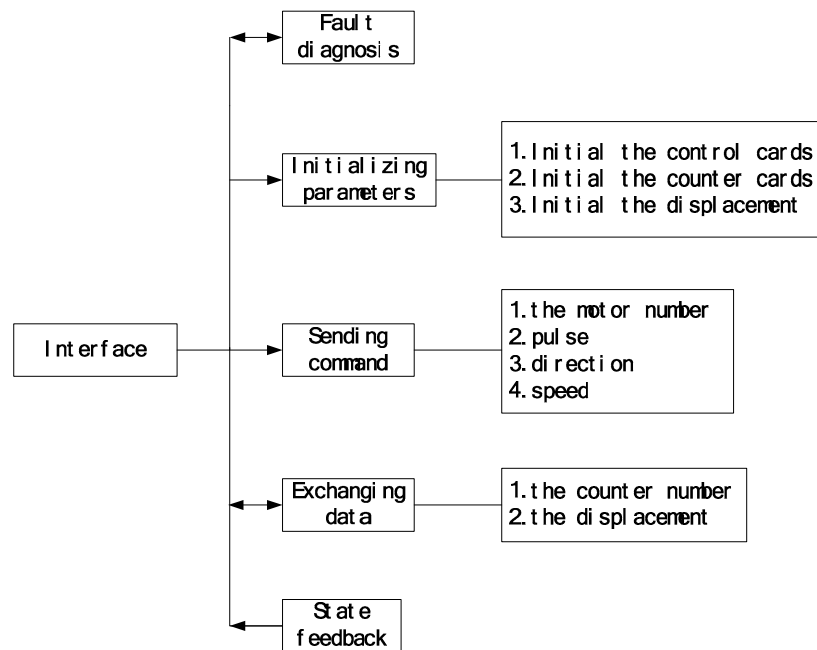 Fault
diagnosis
Initializing
parameters
1.Initial the control cards
2.Initial the counter cards
3.Initial the displacement
Interface
Sending
command
1.the motor number
2.pulse
3.direction
4.speed
Exchanging
data
1.the counter number
2.the displacement
State
feedback